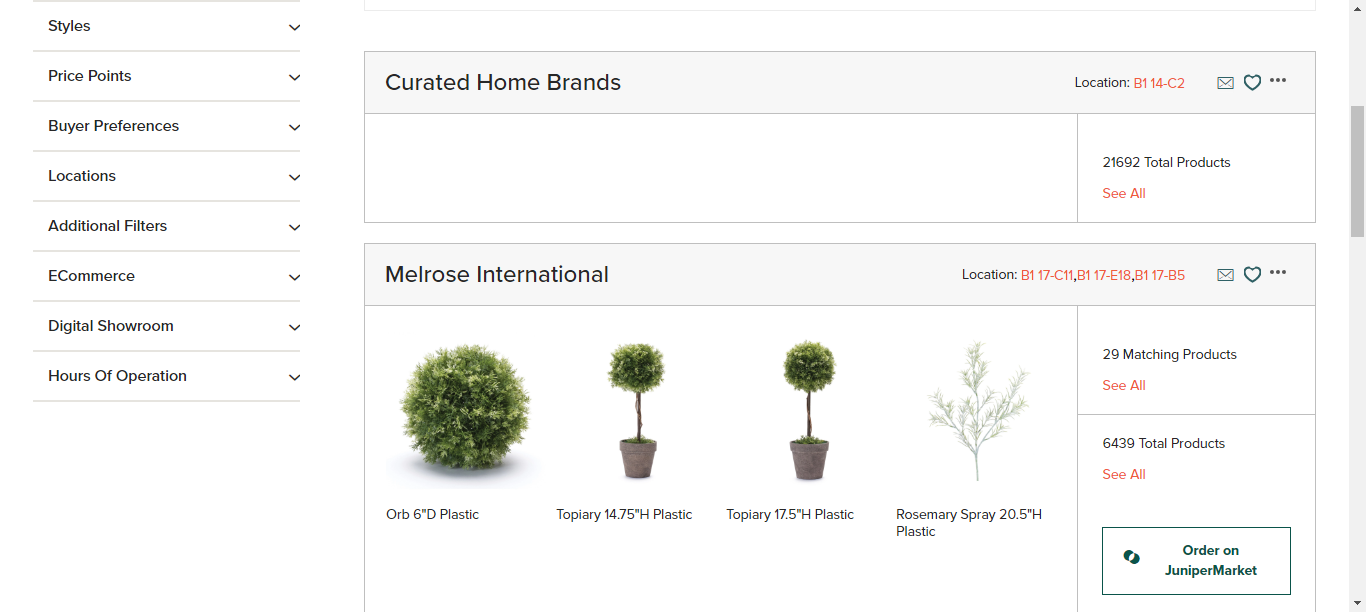 Styles
Price Points
Buyer Preferences
Locations
Additional Filters
ECommerce
Digital Showroom
Hours Of Operation
Curated Home Brands
Location: B1 14-C2
21692 Total Products
See All
Melrose International
Location: B1 17-C11,B1 17-E18,B1 17-B5
Orb 6"D Plastic
Topiary 14.75"H Plastic
Topiary 17.5"H Plastic
Rosemary Spray 20.5"H
Plastic
29 Matching Products
See All
6439 Total Products
See All
Order on
JuniperMarket